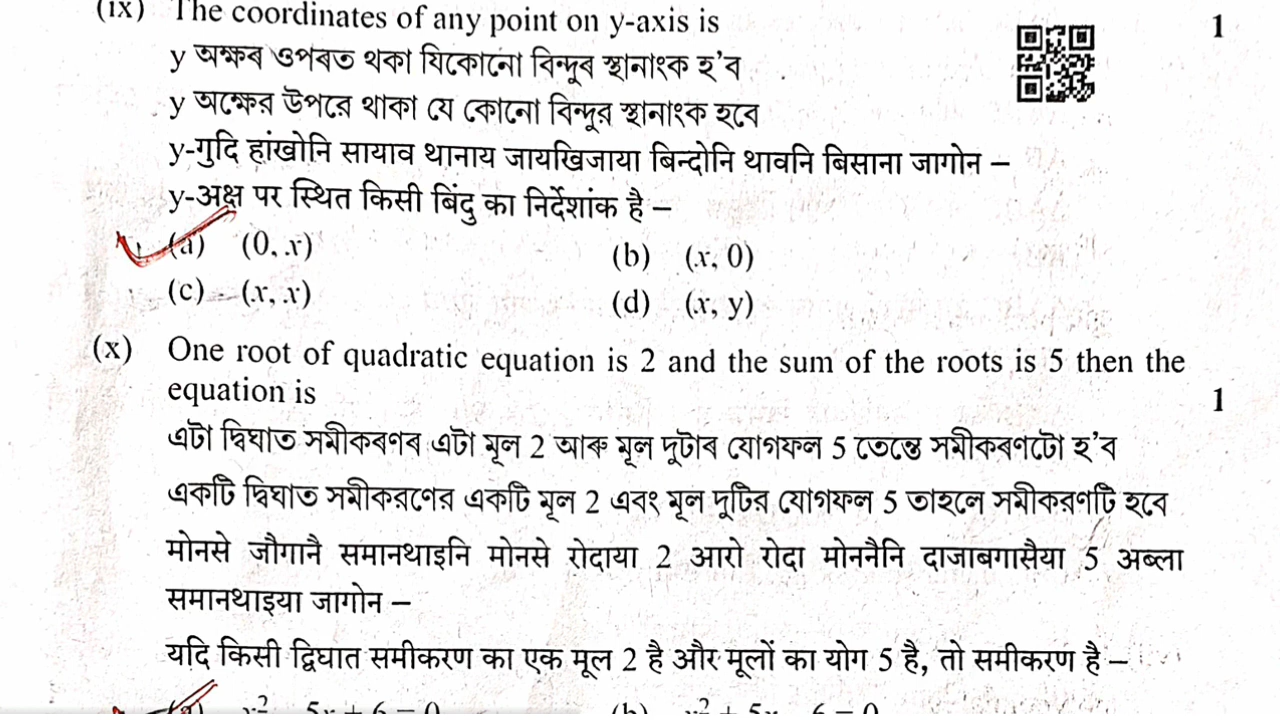 (ix) The coordinates of any point on y-axis is 1
y অক্ষৰ ওপৰত থকা যিকোনো বিন্দুৰ স্থানাংক হ’ব
y অক্ষের উপরে থাকা যে কোনো বিন্দুর স্থানাংক হবে
y-गुदि हांखोनि सायाव थानाय जायखिजाया बिन्दोनि थावनि बिसाना जागोन –
y-अक्ष पर स्थित किसी बिंदु का निर्देशांक है –
(a) (0, x) (b) (x, 0)
(c) (x, x) (d) (x, y)
(x) One root of quadratic equation is 2 and the sum of the roots is 5 then the
equation is 1
এটা দ্বিঘাত সমীকৰণৰ এটা মূল 2 আৰু মূল দুটাৰ যোগফল 5 তেন্তে সমীকৰণটো হ’ব
একটি দ্বিঘাত সমীকরণের একটি মূল 2 এবং মূল দুটির যোগফল 5 তাহলে সমীকরণটি হবে
मोनसे जौगानै समानथाइनि मोनसे रोदाया 2 आरो रोदा मोननैनि दाजाबगासैया 5 अब्ला
समानथाइया जागोन –
यदि किसी द्विघात समीकरण का एक मूल 2 है और मूलों का योग 5 है, तो समीकरण है –